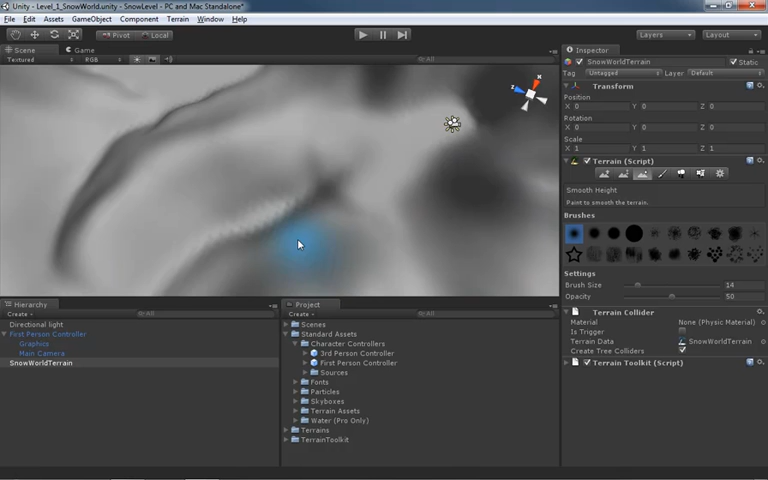 Unity - Level_1_SnowWorld.unity - SnowLevel - PC and Mac Standalone*
File Edit Assets GameObject Component Terrain Window Help
Pivot Local Layers Layout
Scene Game
Textured RGB All
z x
Inspector
SnowWorldTerrain Static
Tag Untagged Layer Default
Transform
Position
X 0 Y 0 Z 0
Rotation
X 0 Y 0 Z 0
Scale
X 1 Y 1 Z 1
Terrain (Script)
Smooth Height
Paint to smooth the terrain.
Brushes
Settings
Brush Size 14
Opacity 50
Terrain Collider
Material None (Physic Material)
Is Trigger
Terrain Data SnowWorldTerrain
Create Tree Colliders
Terrain Toolkit (Script)
Hierarchy
Create All
Directional light
First Person Controller
Graphics
Main Camera
SnowWorldTerrain
Project
Create All
Scenes
Standard Assets
Character Controllers
3rd Person Controller
First Person Controller
Sources
Fonts
Particles
Skyboxes
Terrain Assets
Water (Pro Only)
Terrains
TerrainToolkit